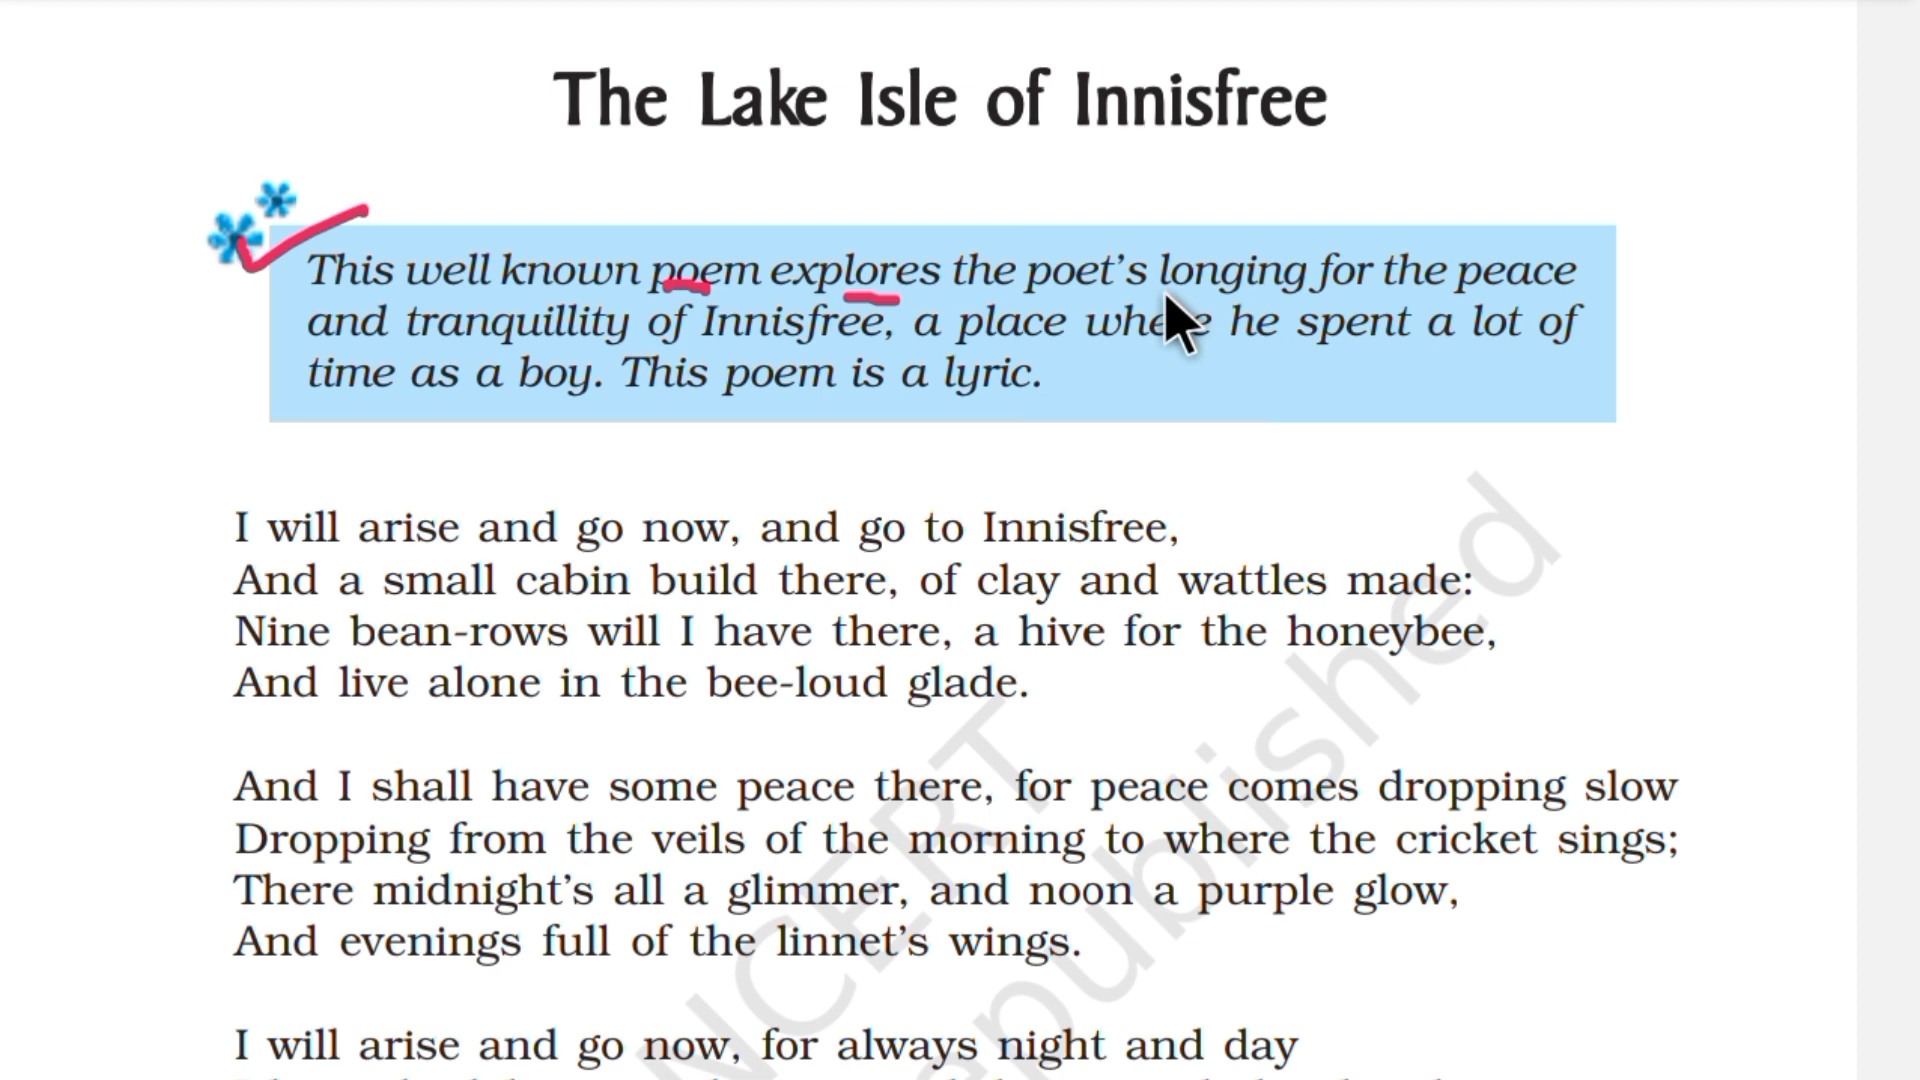 The Lake Isle of Innisfree
This well known poem explores the poet's longing for the peace
and tranquillity of Innisfree, a place where he spent a lot of
time as a boy. This poem is a lyric.
I will arise and go now, and go to Innisfree,
And a small cabin build there, of clay and wattles made:
Nine bean-rows will I have there, a hive for the honeybee,
And live alone in the bee-loud glade.
And I shall have some peace there, for peace comes dropping slow
Dropping from the veils of the morning to where the cricket sings;
There midnight's all a glimmer, and noon a purple glow,
And evenings full of the linnet's wings.
I will arise and go now, for always night and day
NCERT
republished